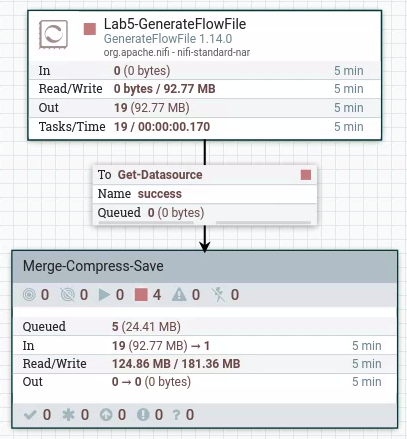 Lab5-GenerateFlowFile
GenerateFlowFile 1.14.0
org.apache.nifi - nifi-standard-nar
In 0 (0 bytes) 5 min
Read/Write 0 bytes / 92.77 MB 5 min
Out 19 (92.77 MB) 5 min
Tasks/Time 19 / 00:00:00.170 5 min
To Get-Datasource
Name success
Queued 0 (0 bytes)
Merge-Compress-Save
0 0 0 4 0 0
Queued 5 (24.41 MB)
In 19 (92.77 MB) → 1 5 min
Read/Write 124.86 MB / 181.36 MB 5 min
Out 0 → 0 (0 bytes) 5 min
0 0 0 0 ? 0